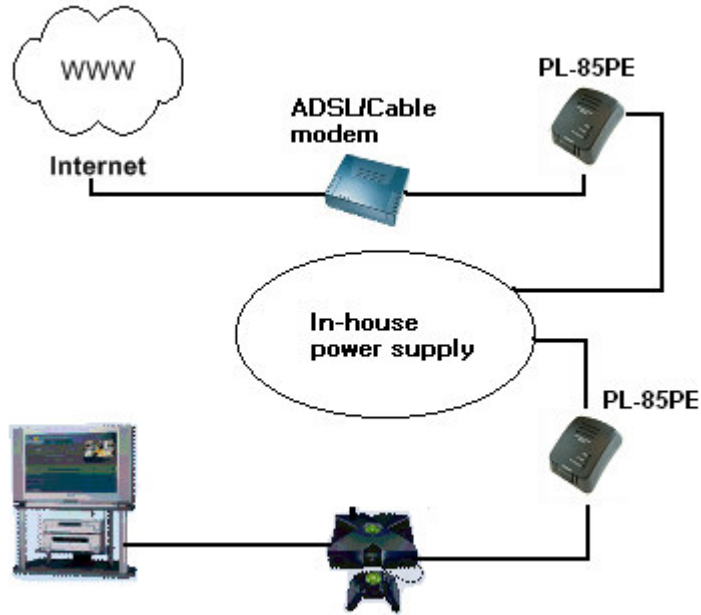 WWW
PL-85PE
ADSL/Cable
modem
Internet
In-house
power supply
PL-85PE